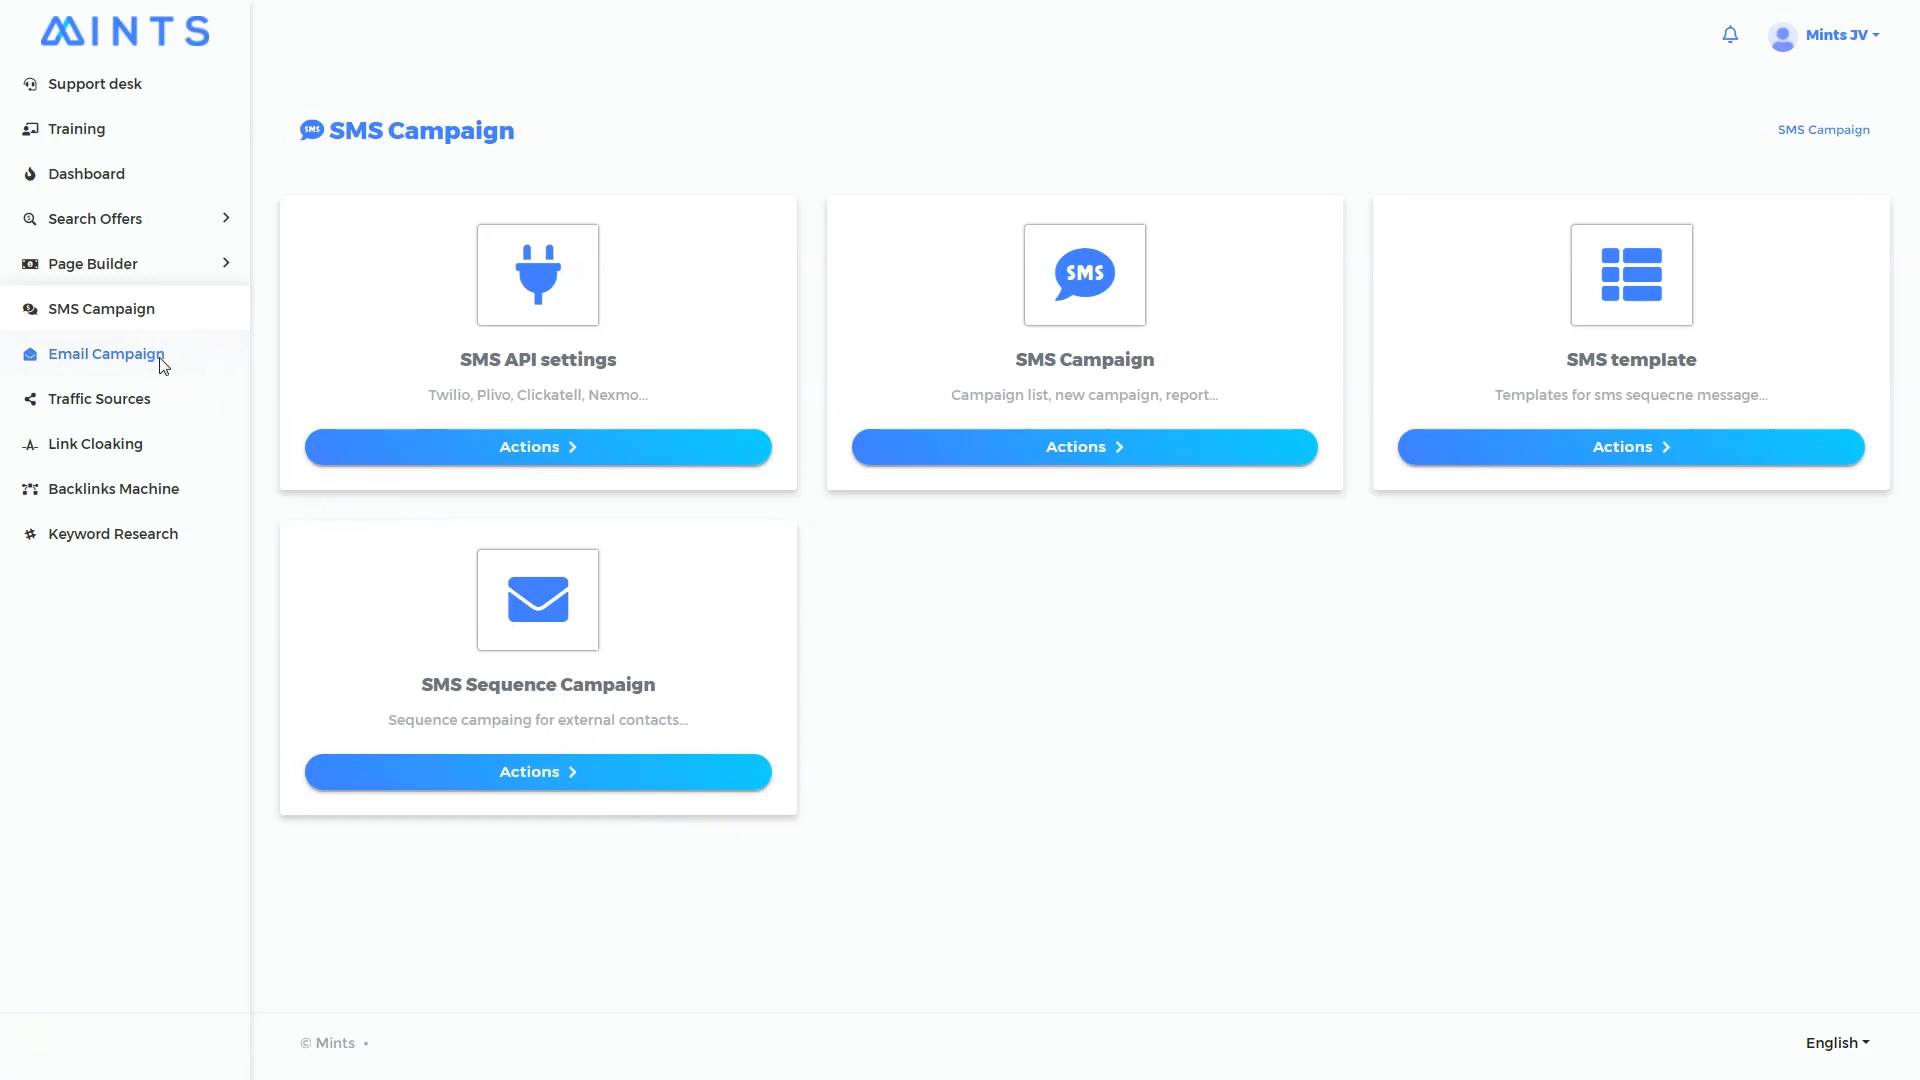 MINTS
Mints JV
Support desk
Training
Dashboard
Search Offers
Page Builder
SMS Campaign
Email Campaign
Traffic Sources
Link Cloaking
Backlinks Machine
Keyword Research
SMS SMS Campaign
SMS Campaign
SMS API settings
Twilio, Plivo, Clickatell, Nexmo...
Actions
SMS
SMS Campaign
Campaign list, new campaign, report...
Actions
SMS template
Templates for sms sequecne message...
Actions
SMS Sequence Campaign
Sequence campaing for external contacts...
Actions
© Mints •
English